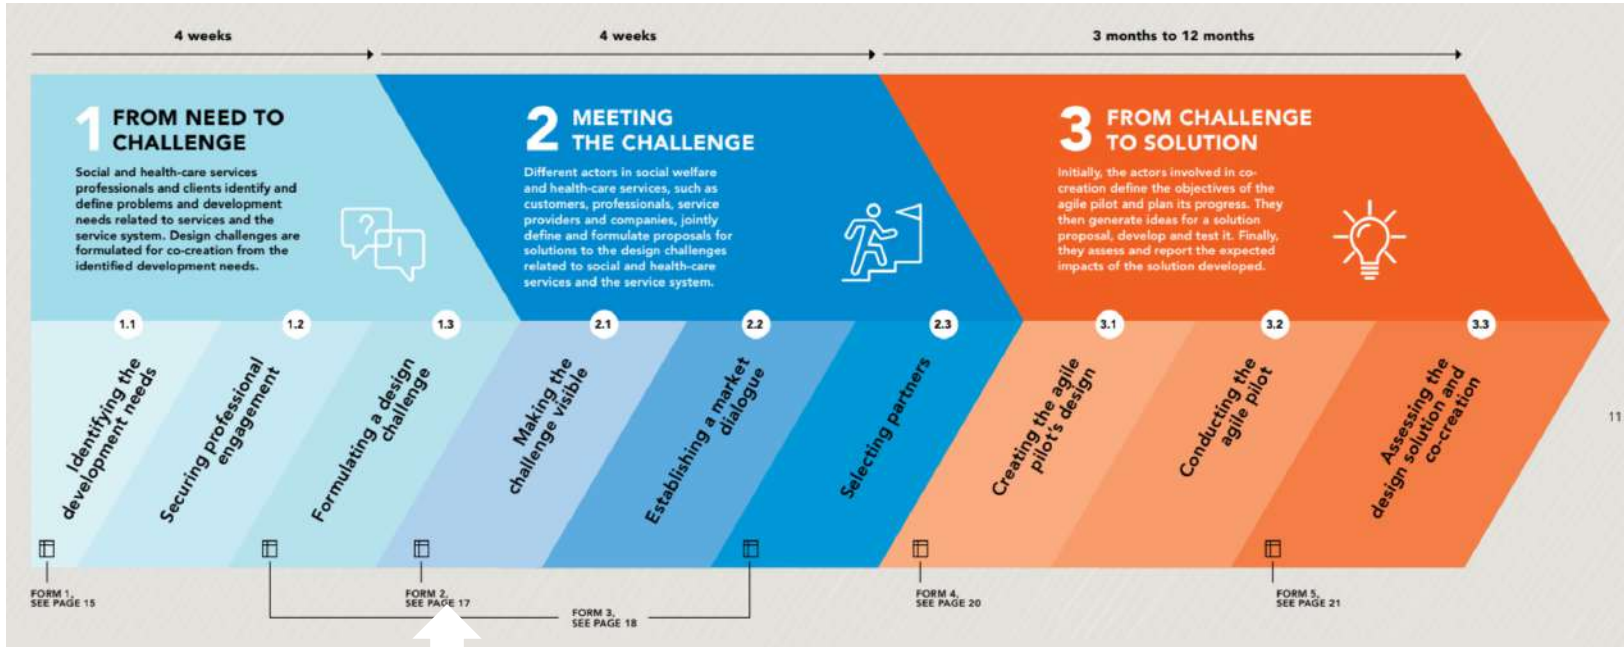 4 weeks
4 weeks
3 months to 12 months
1
FROM NEED TO
CHALLENGE
Social and health-care services
professionals and clients identify and
define problems and development
needs related to services and the
service system. Design challenges are
formulated for co-creation from the
identified development needs.
?
!
2
MEETING
THE CHALLENGE
Different actors in social welfare
and health-care services, such as
customers, professionals, service
providers and companies, jointly
define and formulate proposals for
solutions to the design challenges
related to social and health-care
services and the service system.
3
FROM CHALLENGE
TO SOLUTION
Initially, the actors involved in co-
creation define the objectives of the
agile pilot and plan its progress. They
then generate ideas for a solution
proposal, develop and test it. Finally,
they assess and report the expected
impacts of the solution developed.
1.1
Identifying the
development needs
1.2
Securing professional
engagement
1.3
Formulating a design
challenge
2.1
Making the
challenge visible
2.2
Establishing a market
dialogue
2.3
Selecting partners
3.1
Creating the agile
pilot's design
3.2
Conducting the
agile pilot
3.3
Assessing the
design solution and
co-creation
11
FORM 1,
SEE PAGE 15
FORM 2,
SEE PAGE 17
FORM 3,
SEE PAGE 18
FORM 4,
SEE PAGE 20
FORM 5,
SEE PAGE 21